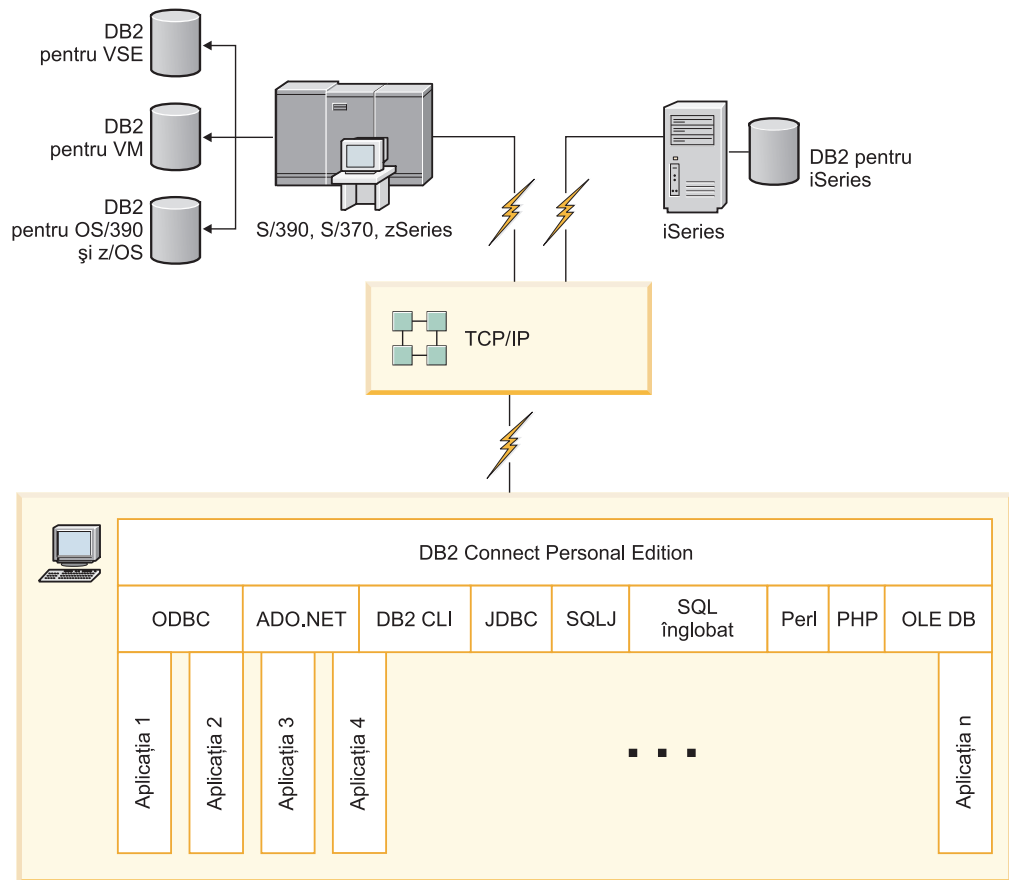 DB2
pentru VSE
DB2
pentru VM
DB2
pentru OS/390
şi z/OS
S/390, S/370, zSeries
iSeries
DB2 pentru
iSeries
TCP/IP
DB2 Connect Personal Edition
ODBC
ADO.NET
DB2 CLI
JDBC
SQLJ
SQL
înglobat
Perl
PHP
OLE DB
Aplicaţia 1
Aplicaţia 2
Aplicaţia 3
Aplicaţia 4
. . .
Aplicaţia n